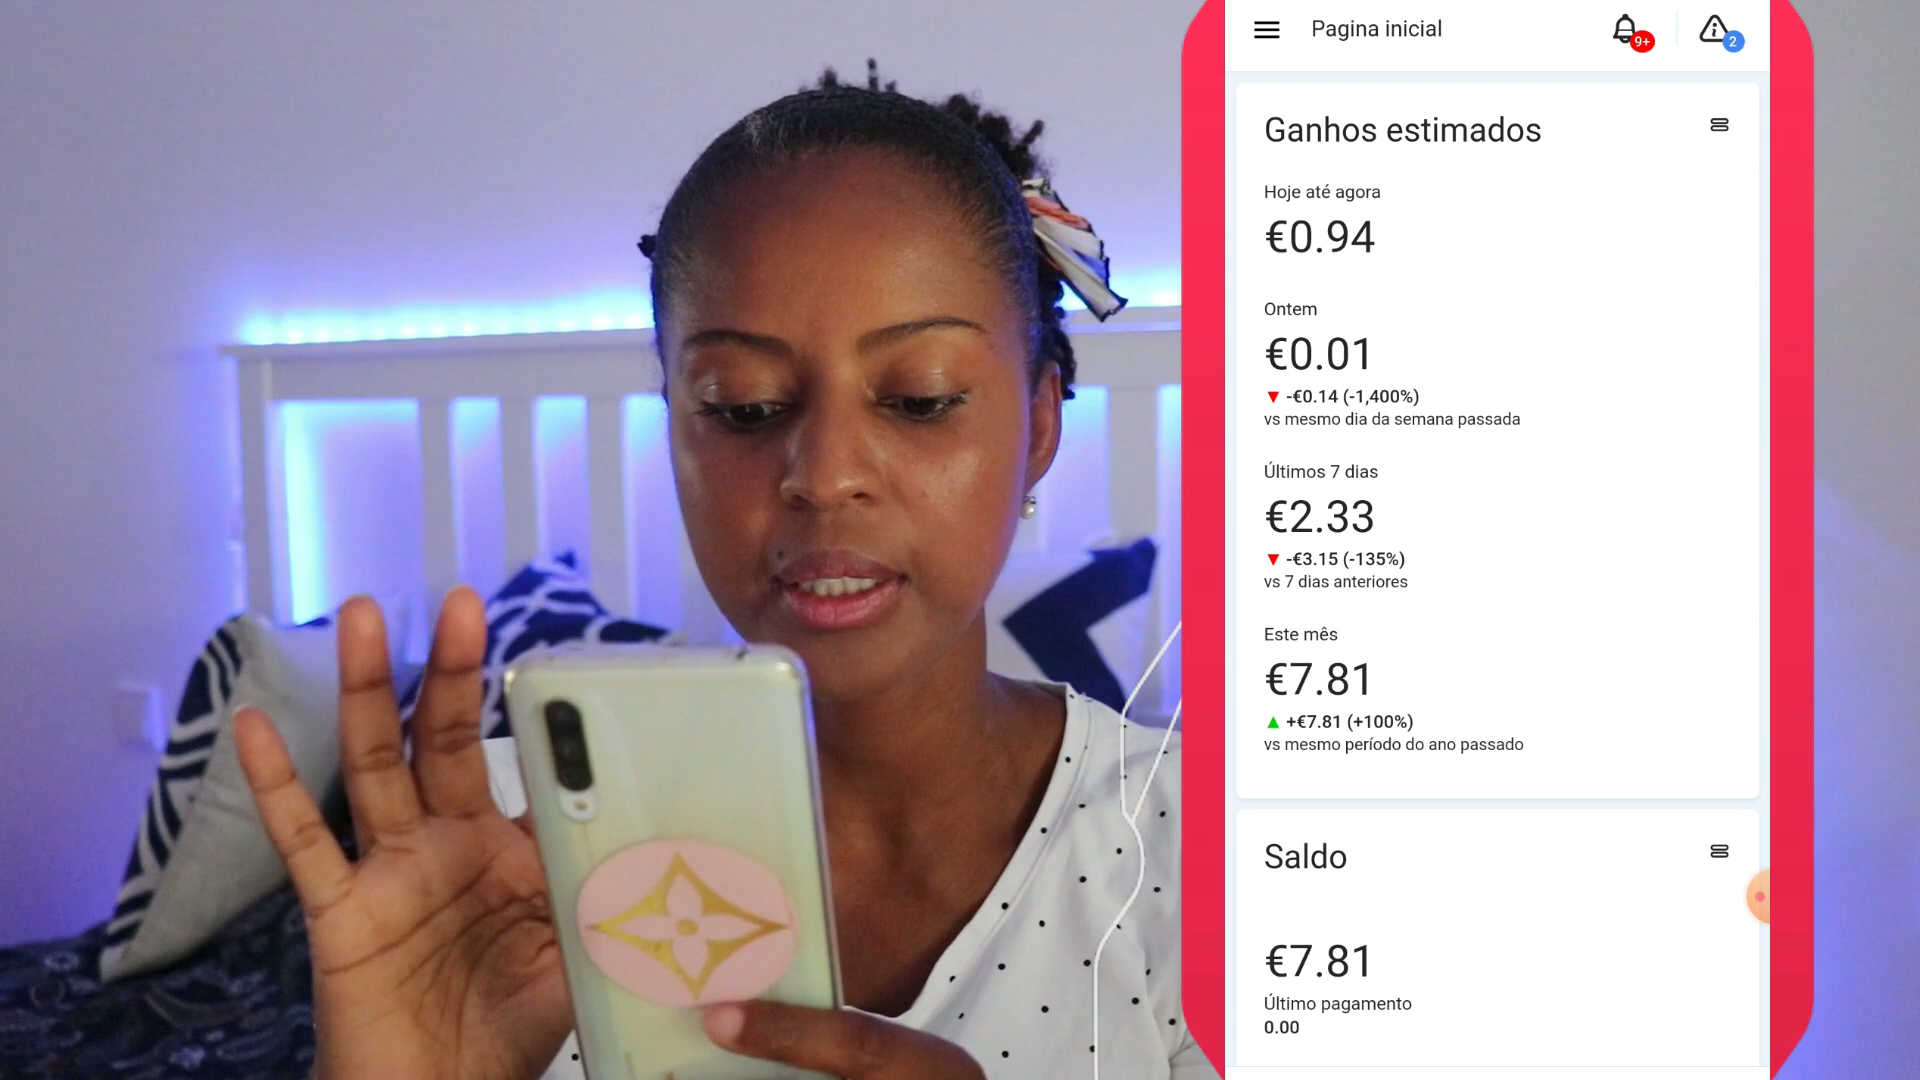 Pagina inicial
9+
2
Ganhos estimados
Hoje até agora
€0.94
Ontem
€0.01
-€0.14 (-1,400%)
vs mesmo dia da semana passada
Últimos 7 dias
€2.33
-€3.15 (-135%)
vs 7 dias anteriores
Este mês
€7.81
+€7.81 (+100%)
vs mesmo período do ano passado
Saldo
€7.81
Último pagamento
0.00